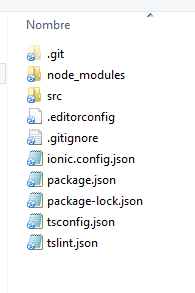 Nombre
.git
node_modules
src
.editorconfig
.gitignore
ionic.config.json
package.json
package-lock.json
tsconfig.json
tslint.json